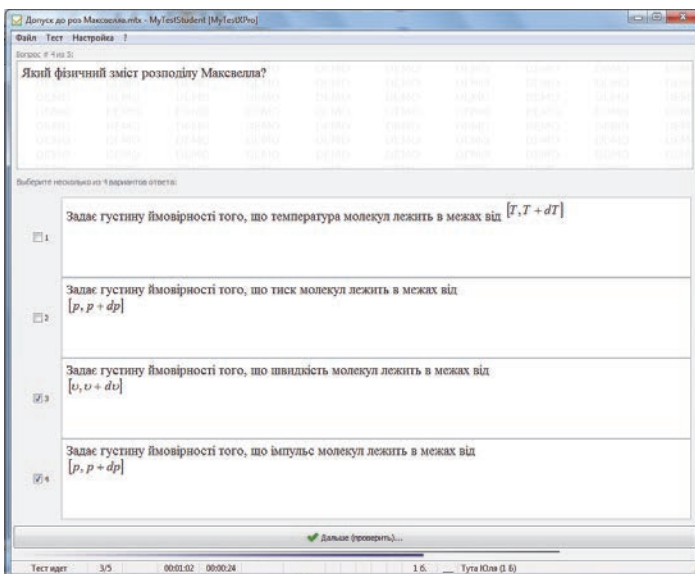 Допуск до роз Максвелла.mtx - MyTestStudent [MyTestXPro]
Файл Тест Настройка ?
Вопрос # 4 из 5:
Який фізичний зміст розподілу Максвелла?
Выберите несколько из 4 вариантов ответа:
Задає густину ймовірності того, що температура молекул лежить в межах від [T, T + dT]
1
Задає густину ймовірності того, що тиск молекул лежить в межах від
[p, p + dp]
2
Задає густину ймовірності того, що швидкість молекул лежить в межах від
[υ, υ + dυ]
3
Задає густину ймовірності того, що імпульс молекул лежить в межах від
[p, p + dp]
4
Дальше (проверить)...
Тест идет 3/5 00:01:02 00:00:24 1 б. __ Тута Юля (1 б)